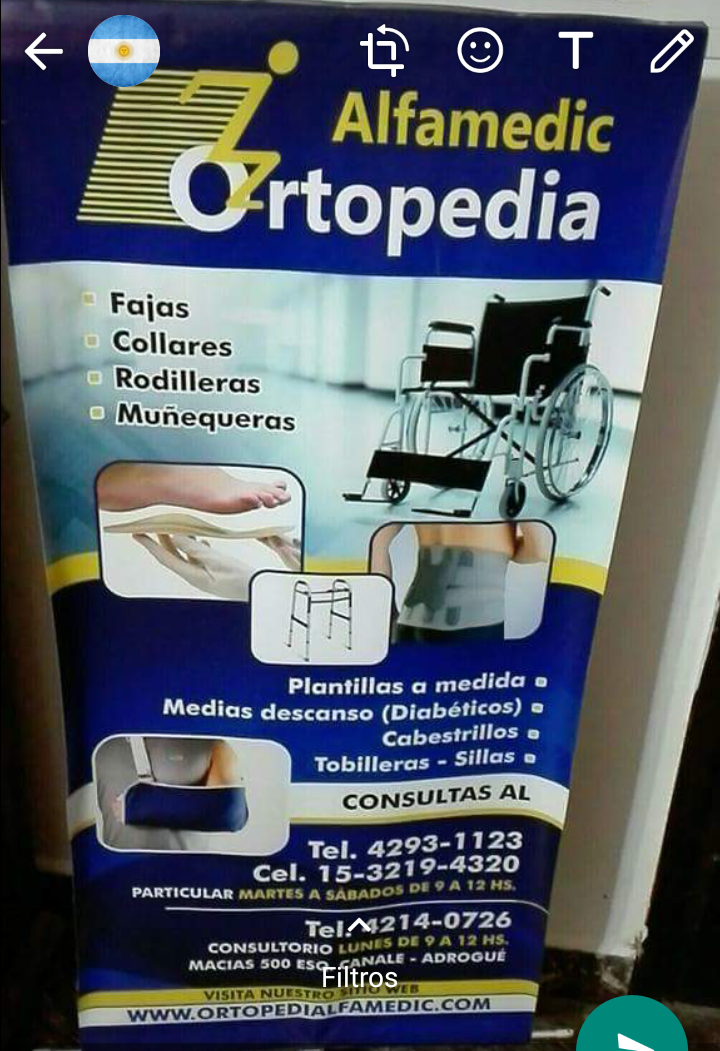 T
Alfamedic
Ortopedia
Fajas
Collares
Rodilleras
Muñequeras
Plantillas a medida
Medias descanso (Diabéticos)
Cabestrillos
Tobilleras - Sillas
CONSULTAS AL
Tel. 4293-1123
Cel. 15-3219-4320
PARTICULAR MARTES A SÁBADOS DE 9 A 12 HS.
Tel. 4214-0726
CONSULTORIO LUNES DE 9 A 12 HS.
MACIAS 500 ESQ. CANALE - ADROGUÉ
Filtros
VISITA NUESTRO SITIO WEB
WWW.ORTOPEDIALFAMEDIC.COM